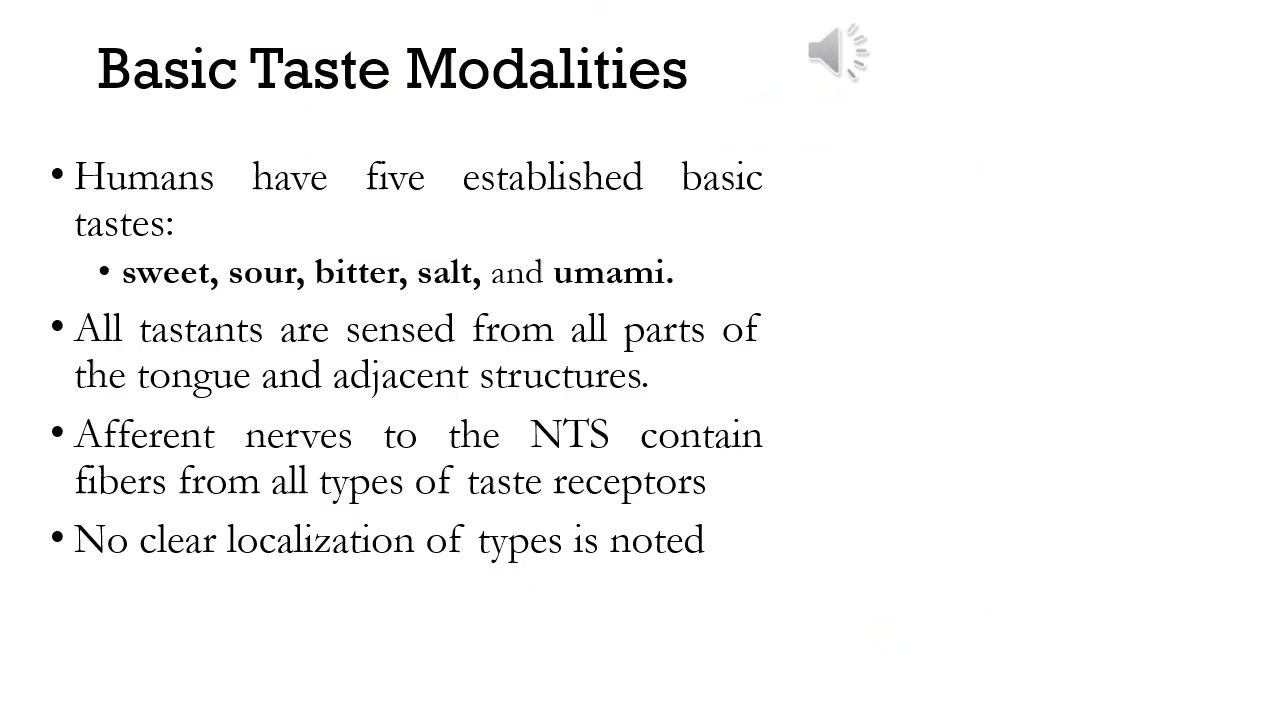 Basic Taste Modalities
• Humans have five established basic
tastes:
• sweet, sour, bitter, salt, and umami.
• All tastants are sensed from all parts of
the tongue and adjacent structures.
• Afferent nerves to the NTS contain
fibers from all types of taste receptors
• No clear localization of types is noted